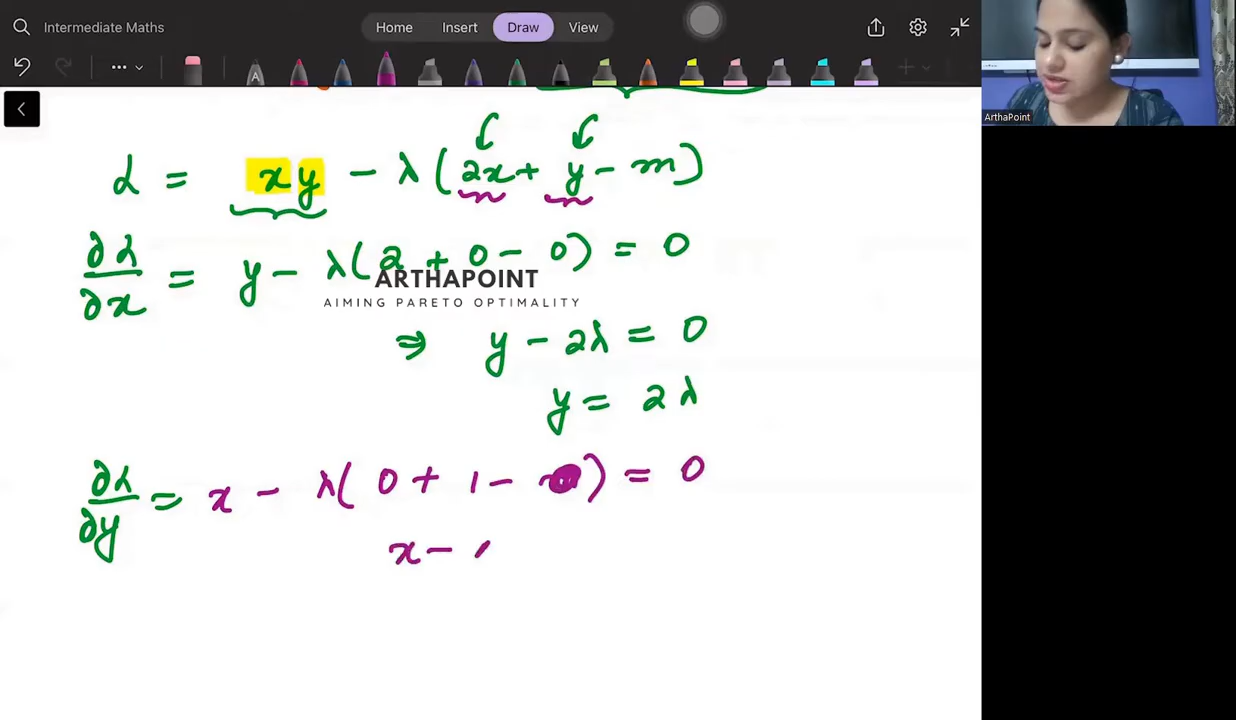 Intermediate Maths
Home Insert Draw View
A
ArthaPoint
L = xy - λ(2x + y - m)
∂L/∂x = y - λ(2 + 0 - 0) = 0
ARTHAPOINT
AIMING PARETO OPTIMALITY
⇒ y - 2λ = 0
y = 2λ
∂L/∂y = x - λ(0 + 1 - 0) = 0
x -